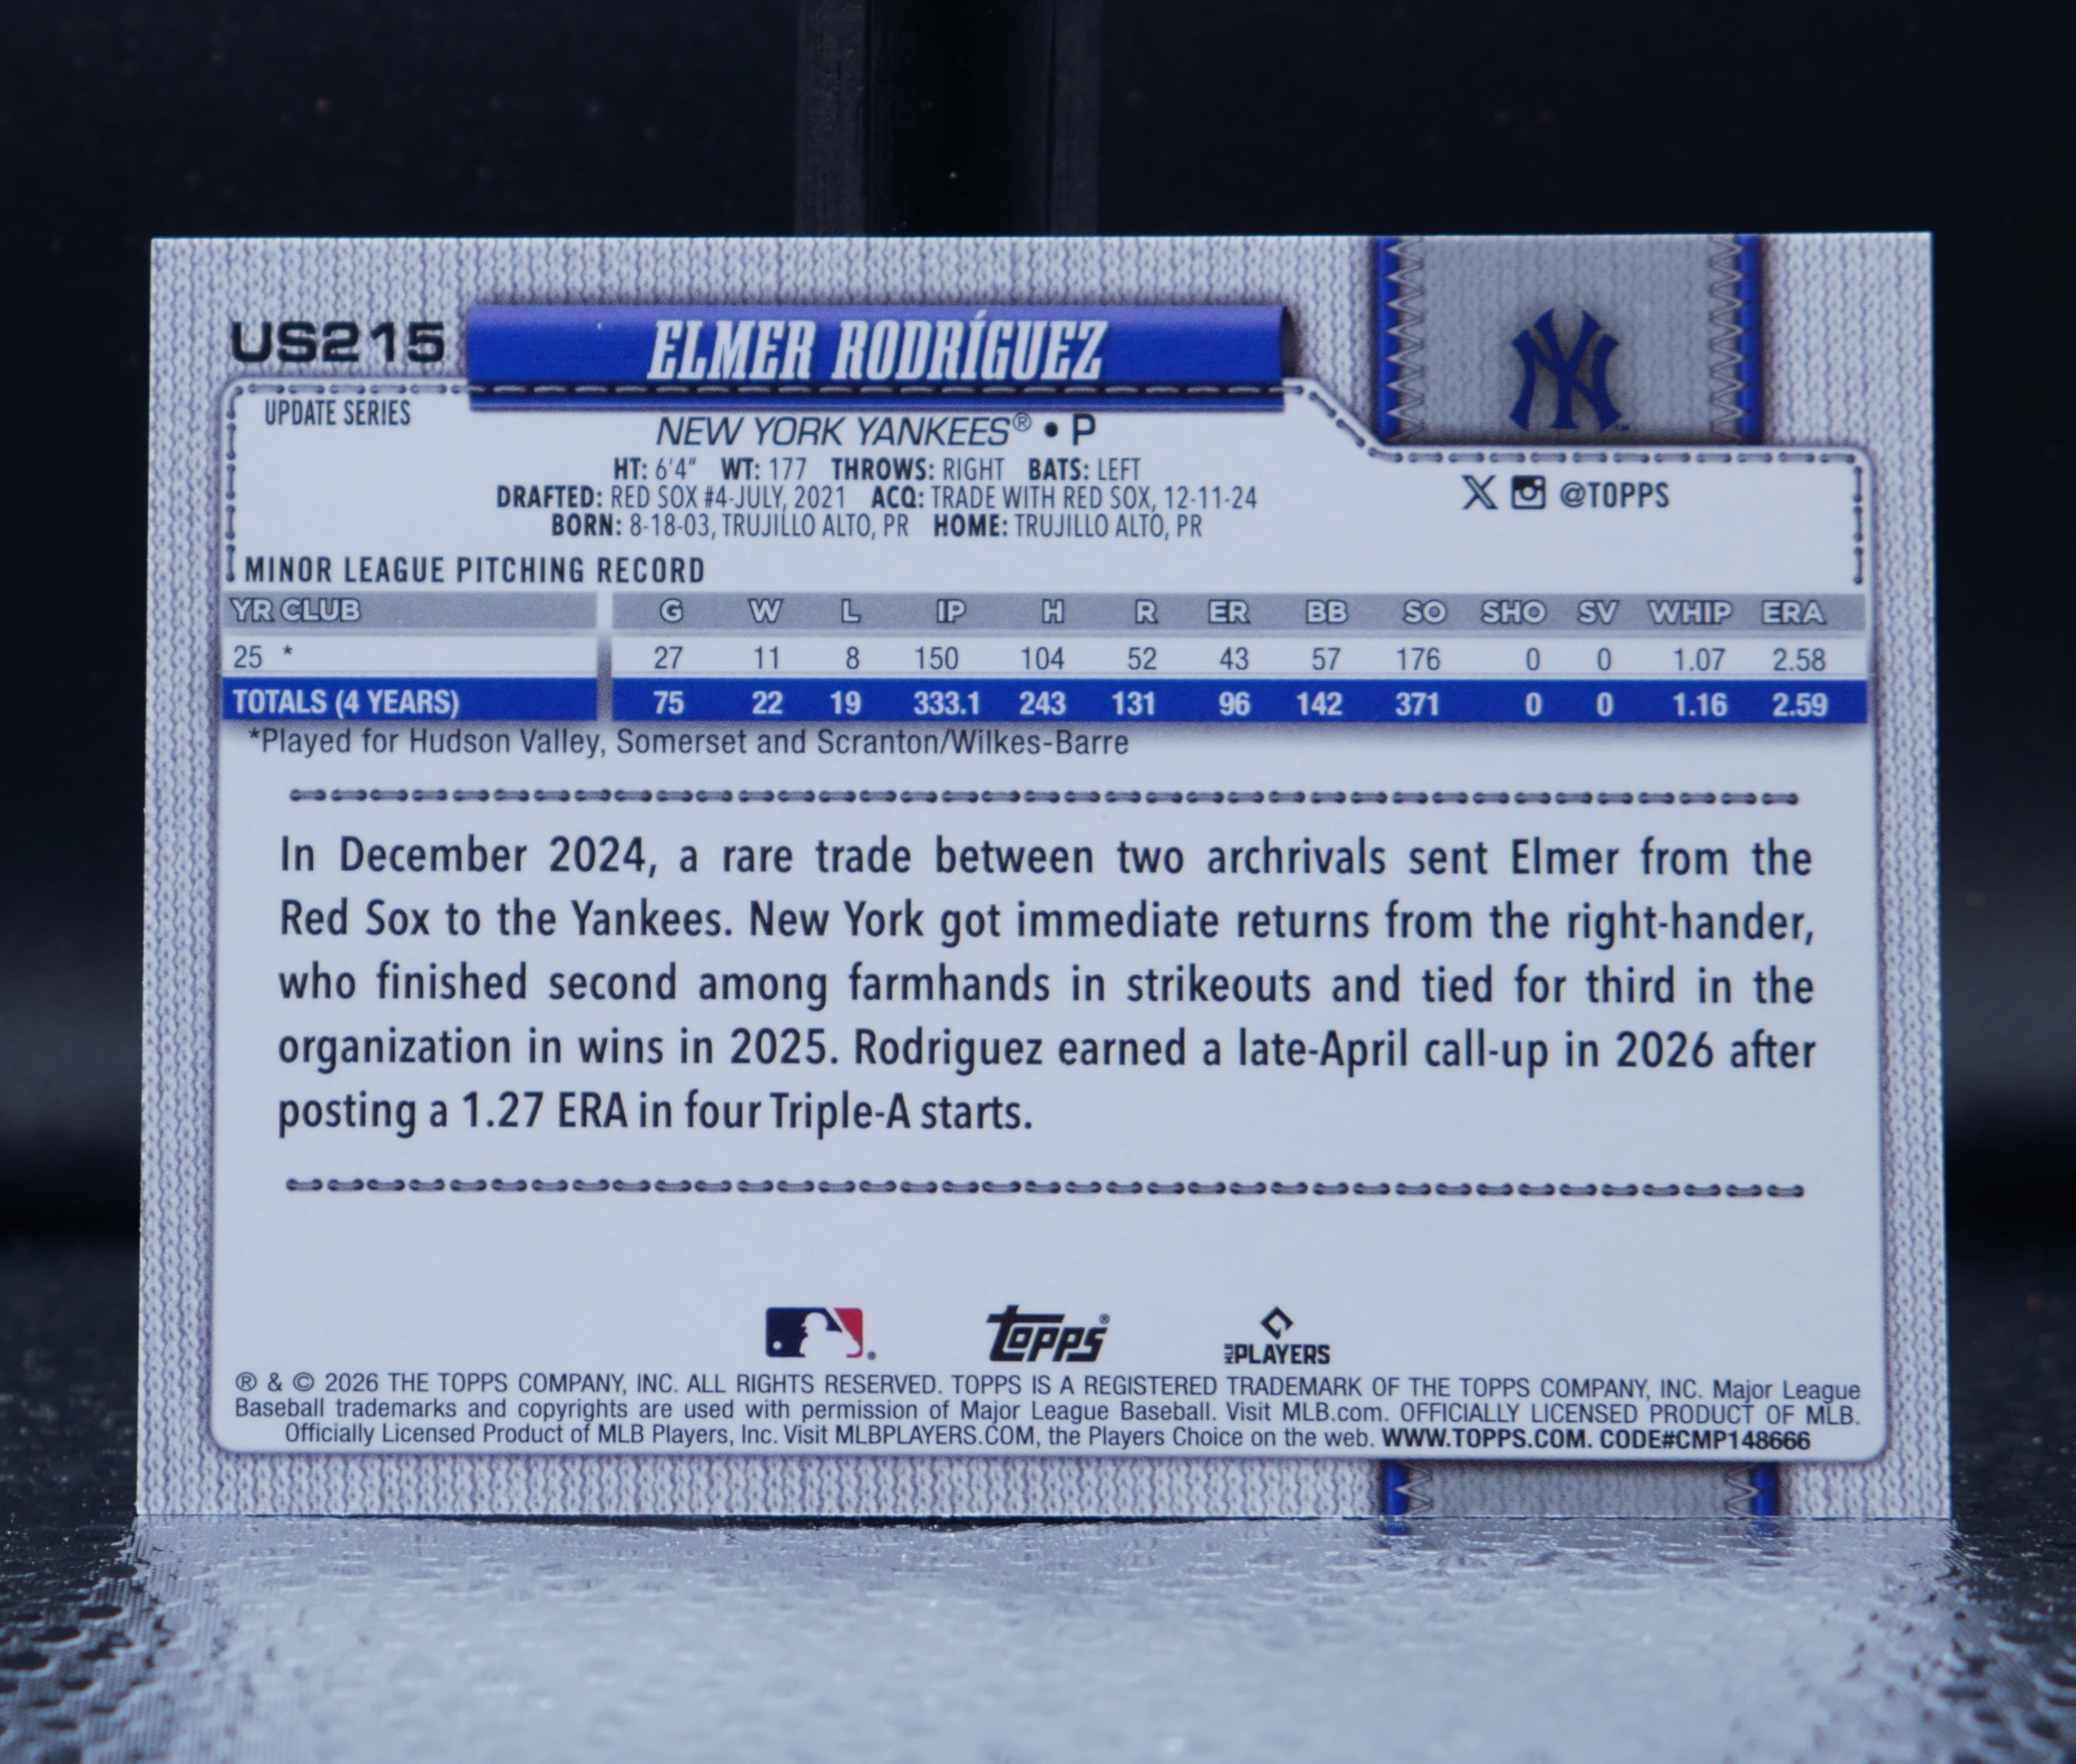 US215
ELMER RODRÍGUEZ
UPDATE SERIES
NEW YORK YANKEES® • P
HT: 6'4" WT: 177 THROWS: RIGHT BATS: LEFT
DRAFTED: RED SOX #4-JULY, 2021 ACQ: TRADE WITH RED SOX, 12-11-24
BORN: 8-18-03, TRUJILLO ALTO, PR HOME: TRUJILLO ALTO, PR
@TOPPS
MINOR LEAGUE PITCHING RECORD
YR CLUB G W L IP H R ER BB SO SHO SV WHIP ERA
25 * 27 11 8 150 104 52 43 57 176 0 0 1.07 2.58
TOTALS (4 YEARS) 75 22 19 333.1 243 131 96 142 371 0 0 1.16 2.59
*Played for Hudson Valley, Somerset and Scranton/Wilkes-Barre
In December 2024, a rare trade between two archrivals sent Elmer from the
Red Sox to the Yankees. New York got immediate returns from the right-hander,
who finished second among farmhands in strikeouts and tied for third in the
organization in wins in 2025. Rodriguez earned a late-April call-up in 2026 after
posting a 1.27 ERA in four Triple-A starts.
topps®
MLB PLAYERS
® & © 2026 THE TOPPS COMPANY, INC. ALL RIGHTS RESERVED. TOPPS IS A REGISTERED TRADEMARK OF THE TOPPS COMPANY, INC. Major League
Baseball trademarks and copyrights are used with permission of Major League Baseball. Visit MLB.com. OFFICIALLY LICENSED PRODUCT OF MLB.
Officially Licensed Product of MLB Players, Inc. Visit MLBPLAYERS.COM, the Players Choice on the web. WWW.TOPPS.COM. CODE#CMP148666